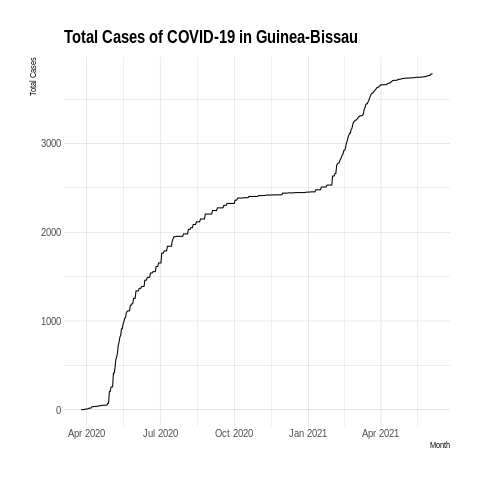 Total Cases of COVID-19 in Guinea-Bissau
Total Cases
3000
2000
1000
0
Apr 2020 Jul 2020 Oct 2020 Jan 2021 Apr 2021
Month